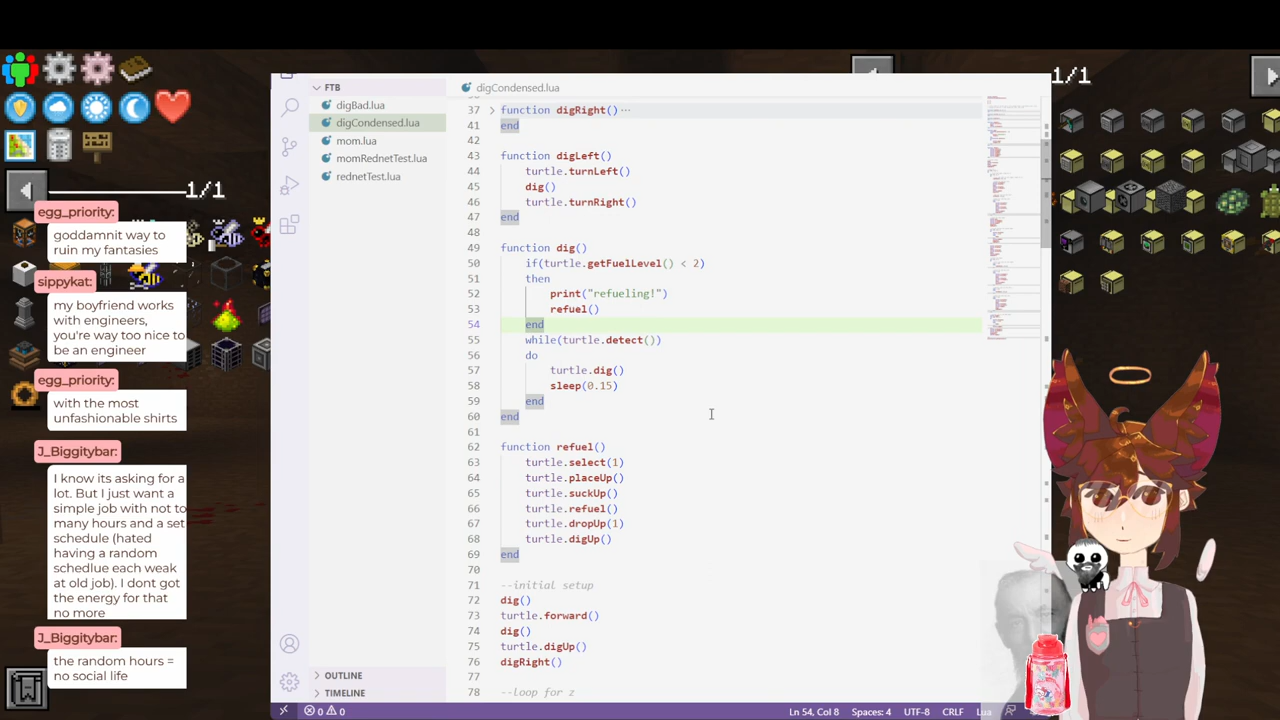 1/1
egg_priority:
goddamnit way to
ruin my fantasies
sippykat:
my boyfriend works
with engineers,
you're way too nice to
be an engineer
egg_priority:
with the most
unfashionable shirts
J_Biggitybar:
I know its asking for a
lot. But I just want a
simple job with not to
many hours and a set
schedule (hated
having a random
schedlue each weak
at old job). I dont got
the energy for that
no more
J_Biggitybar:
the random hours =
no social life
FTB
digBad.lua
digCondensed.lua
mom.lua
momRednetTest.lua
rednetTest.lua
OUTLINE
TIMELINE
digCondensed.lua
37 function digRight()
41 end
43 function digLeft()
44 turtle.turnLeft()
45 dig()
46 turtle.turnRight()
47 end
49 function dig()
50 if(turtle.getFuelLevel() < 2)
51 then
52 print("refueling!")
53 refuel()
54 end
55 while(turtle.detect())
56 do
57 turtle.dig()
58 sleep(0.15)
59 end
60 end
61
62 function refuel()
63 turtle.select(1)
64 turtle.placeUp()
65 turtle.suckUp()
66 turtle.refuel()
67 turtle.dropUp(1)
68 turtle.digUp()
69 end
70
71 --initial setup
72 dig()
73 turtle.forward()
74 dig()
75 turtle.digUp()
76 digRight()
77
78 --loop for z
0 0 Ln 54, Col 8 Spaces: 4 UTF-8 CRLF Lua
1/1